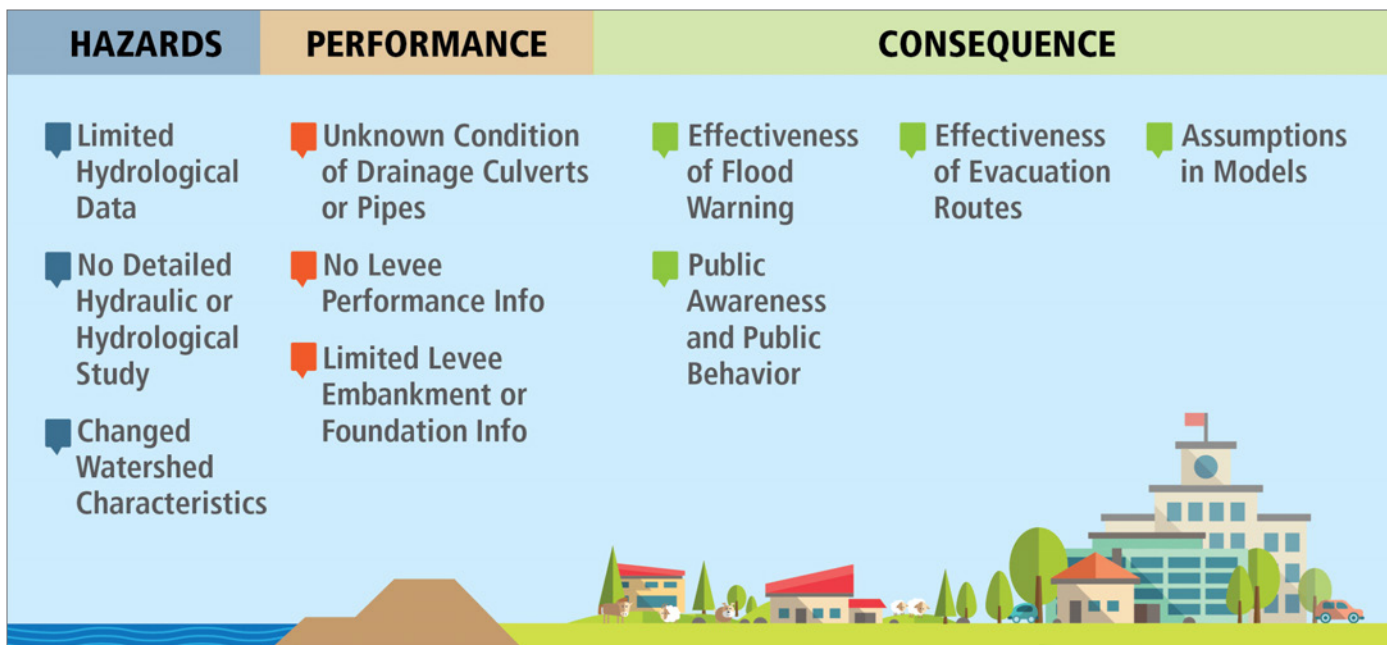 HAZARDS
PERFORMANCE
CONSEQUENCE
Limited
Hydrological
Data
No Detailed
Hydraulic or
Hydrological
Study
Changed
Watershed
Characteristics
Unknown Condition
of Drainage Culverts
or Pipes
No Levee
Performance Info
Limited Levee
Embankment or
Foundation Info
Effectiveness
of Flood
Warning
Public
Awareness
and Public
Behavior
Effectiveness
of Evacuation
Routes
Assumptions
in Models